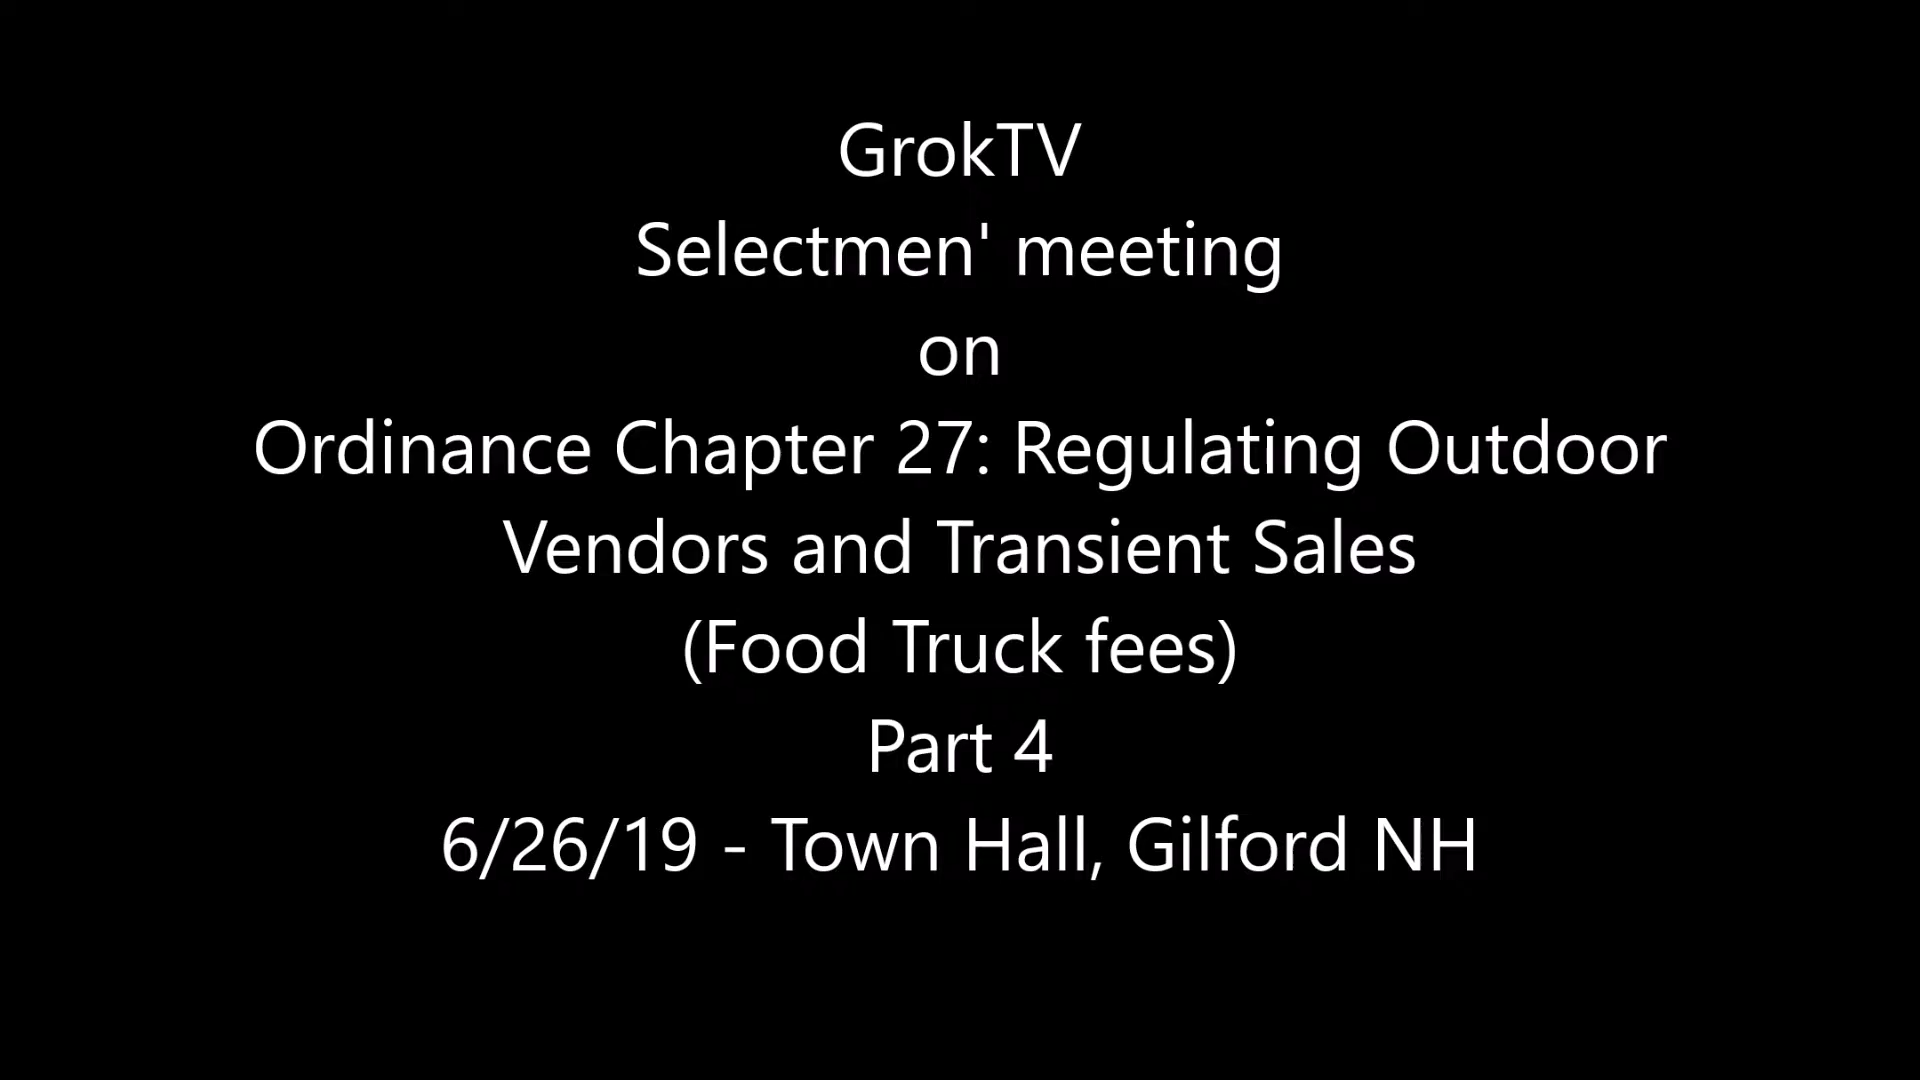 GrokTV
Selectmen' meeting
on
Ordinance Chapter 27: Regulating Outdoor
Vendors and Transient Sales
(Food Truck fees)
Part 4
6/26/19 - Town Hall, Gilford NH